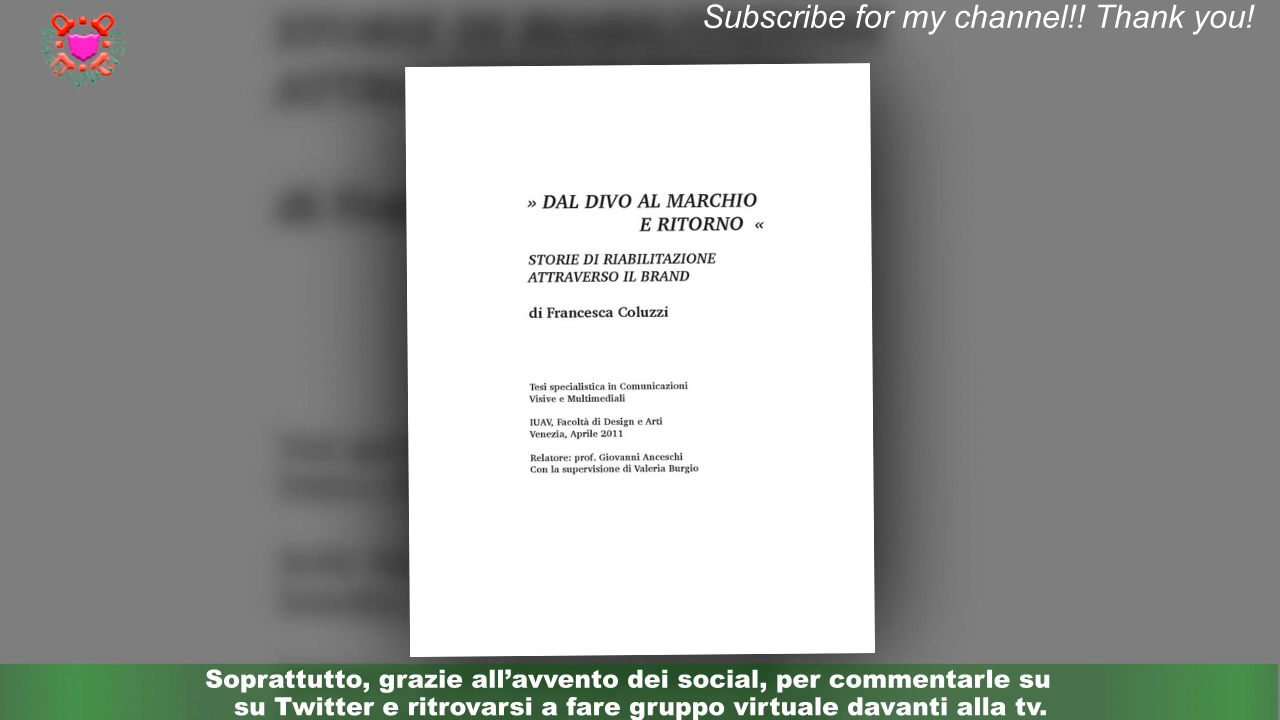 Subscribe for my channel!! Thank you!
» DAL DIVO AL MARCHIO
E RITORNO «
STORIE DI RIABILITAZIONE
ATTRAVERSO IL BRAND
di Francesca Coluzzi
Tesi specialistica in Comunicazioni
Visive e Multimediali
IUAV, Facoltà di Design e Arti
Venezia, Aprile 2011
Relatore: prof. Giovanni Anceschi
Con la supervisione di Valeria Burgio
Soprattutto, grazie all’avvento dei social, per commentarle su
su Twitter e ritrovarsi a fare gruppo virtuale davanti alla tv.